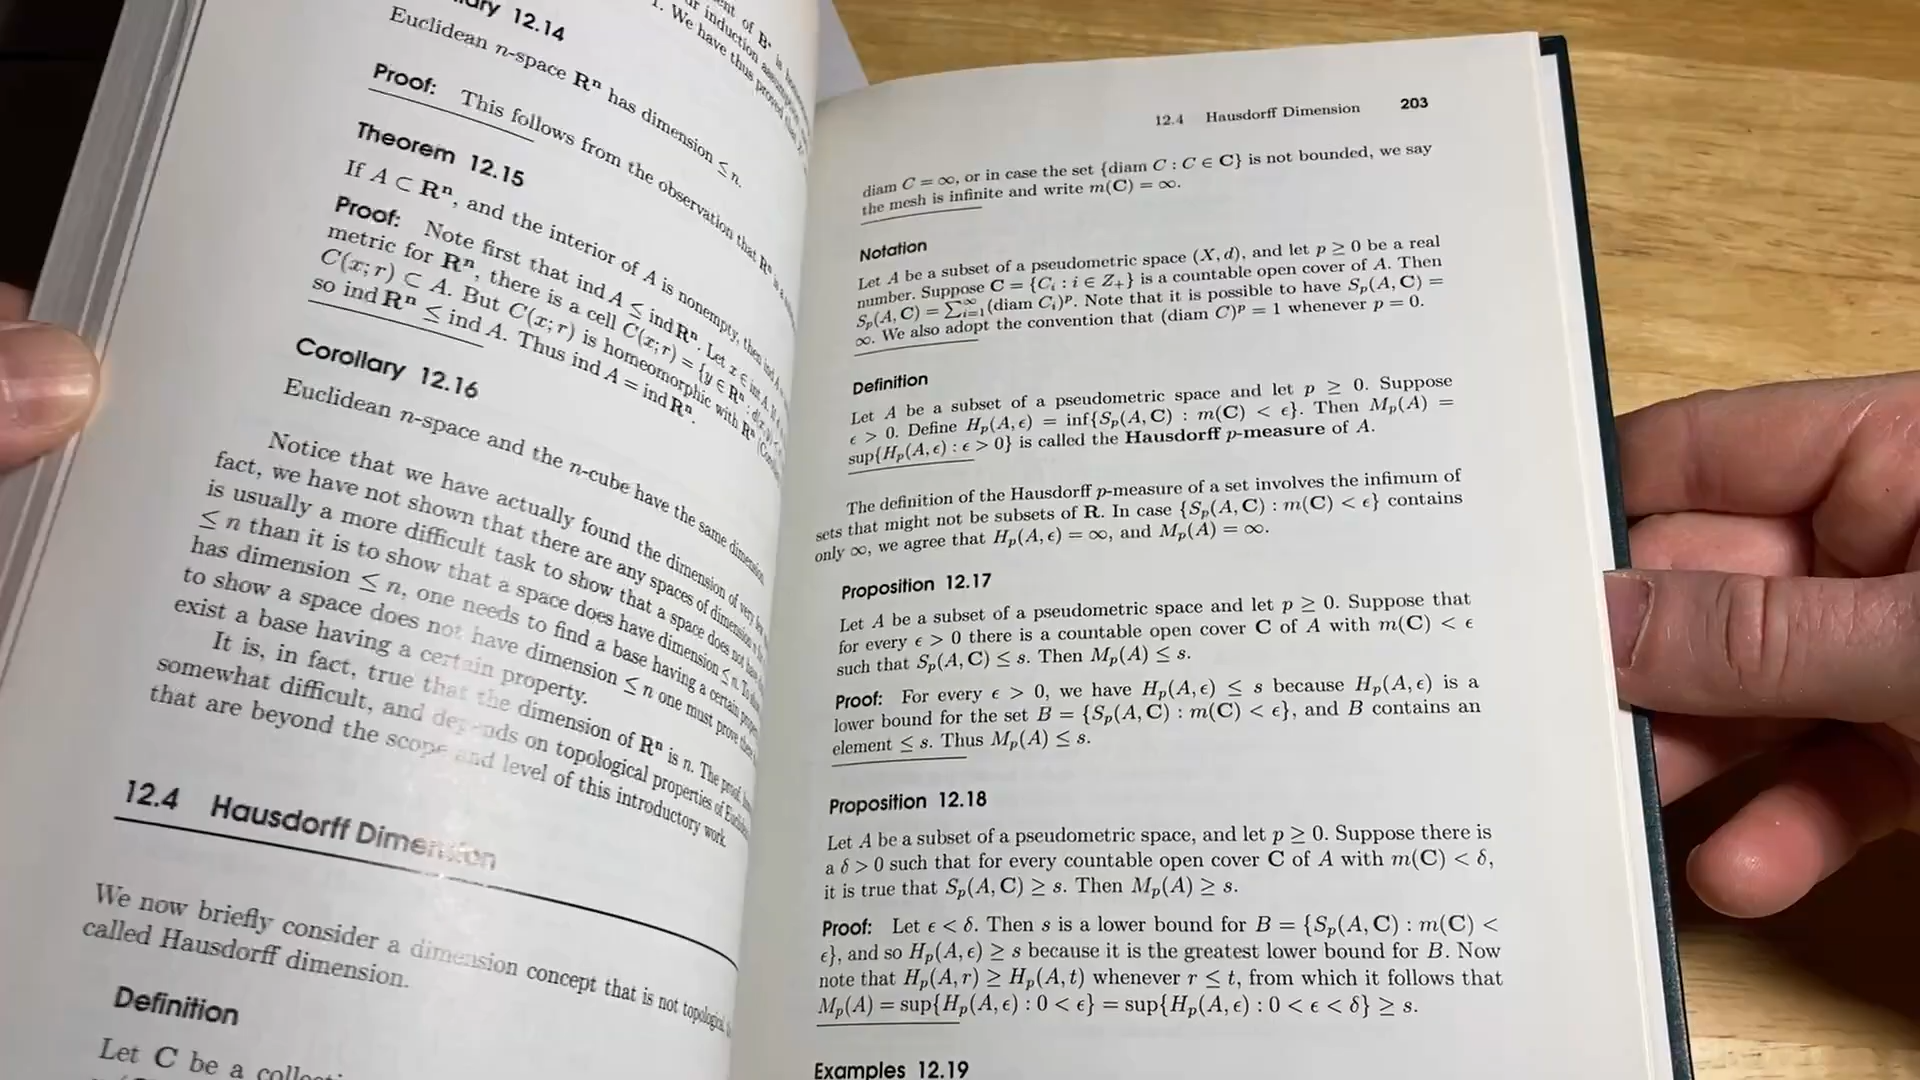 ary 12.14
Euclidean n-space Rⁿ has dimension ≤ n.
Proof: This follows from the observation that Rⁿ is a
Theorem 12.15
If A ⊂ Rⁿ, and the interior of A is nonempty, then ind A
Proof: Note first that ind A ≤ ind Rⁿ. Let x ∈ int A.
metric for Rⁿ, there is a cell C(x; r) = {y ∈ Rⁿ : d(x, y)
C(x; r) ⊂ A. But C(x; r) is homeomorphic with Rⁿ
so ind Rⁿ ≤ ind A. Thus ind A = ind Rⁿ.
Corollary 12.16
Euclidean n-space and the n-cube have the same dimension
Notice that we have actually found the dimension of very few
fact, we have not shown that there are any spaces of dimension
is usually a more difficult task to show that a space does not have
≤ n than it is to show that a space does have dimension ≤ n. To
has dimension ≤ n, one needs to find a base having a certain
to show a space does not have dimension ≤ n one must prove there
exist a base having a certain property.
It is, in fact, true that the dimension of Rⁿ is n. The proof,
somewhat difficult, and depends on topological properties of
that are beyond the scope and level of this introductory work.
12.4 Hausdorff Dimension
We now briefly consider a dimension concept that is not topological
called Hausdorff dimension.
Definition
Let C be a
ent of B
ur induction
1. We have thus proved that
12.4 Hausdorff Dimension 203
diam C = ∞, or in case the set {diam C : C ∈ C} is not bounded, we say
the mesh is infinite and write m(C) = ∞.
Notation
Let A be a subset of a pseudometric space (X, d), and let p ≥ 0 be a real
number. Suppose C = {Cᵢ : i ∈ Z₊} is a countable open cover of A. Then
Sₚ(A, C) = ∑ᵢ₌₁^∞ (diam Cᵢ)ᵖ. Note that it is possible to have Sₚ(A, C) =
∞. We also adopt the convention that (diam C)ᵖ = 1 whenever p = 0.
Definition
Let A be a subset of a pseudometric space and let p ≥ 0. Suppose
ϵ > 0. Define Hₚ(A, ϵ) = inf{Sₚ(A, C) : m(C) < ϵ}. Then Mₚ(A) =
sup{Hₚ(A, ϵ) : ϵ > 0} is called the Hausdorff p-measure of A.
The definition of the Hausdorff p-measure of a set involves the infimum of
sets that might not be subsets of R. In case {Sₚ(A, C) : m(C) < ϵ} contains
only ∞, we agree that Hₚ(A, ϵ) = ∞, and Mₚ(A) = ∞.
Proposition 12.17
Let A be a subset of a pseudometric space and let p ≥ 0. Suppose that
for every ϵ > 0 there is a countable open cover C of A with m(C) < ϵ
such that Sₚ(A, C) ≤ s. Then Mₚ(A) ≤ s.
Proof: For every ϵ > 0, we have Hₚ(A, ϵ) ≤ s because Hₚ(A, ϵ) is a
lower bound for the set B = {Sₚ(A, C) : m(C) < ϵ}, and B contains an
element ≤ s. Thus Mₚ(A) ≤ s.
Proposition 12.18
Let A be a subset of a pseudometric space, and let p ≥ 0. Suppose there is
a δ > 0 such that for every countable open cover C of A with m(C) < δ,
it is true that Sₚ(A, C) ≥ s. Then Mₚ(A) ≥ s.
Proof: Let ϵ < δ. Then s is a lower bound for B = {Sₚ(A, C) : m(C) <
ϵ}, and so Hₚ(A, ϵ) ≥ s because it is the greatest lower bound for B. Now
note that Hₚ(A, r) ≥ Hₚ(A, t) whenever r ≤ t, from which it follows that
Mₚ(A) = sup{Hₚ(A, ϵ) : 0 < ϵ} = sup{Hₚ(A, ϵ) : 0 < ϵ < δ} ≥ s.
Examples 12.19